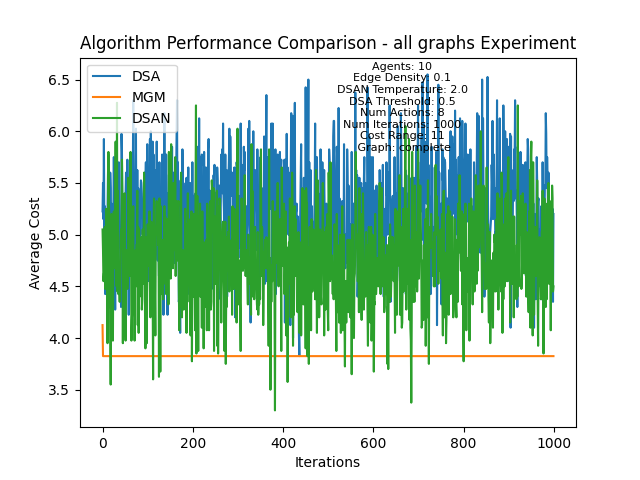 Algorithm Performance Comparison - all graphs Experiment
Agents: 10
Edge Density: 0.1
DSAN Temperature: 2.0
DSA Threshold: 0.5
Num Actions: 8
Num Iterations: 1000
Cost Range: 11
Graph: complete
DSA
MGM
DSAN
6.5
6.0
5.5
5.0
4.5
4.0
3.5
Average Cost
0 200 400 600 800 1000
Iterations